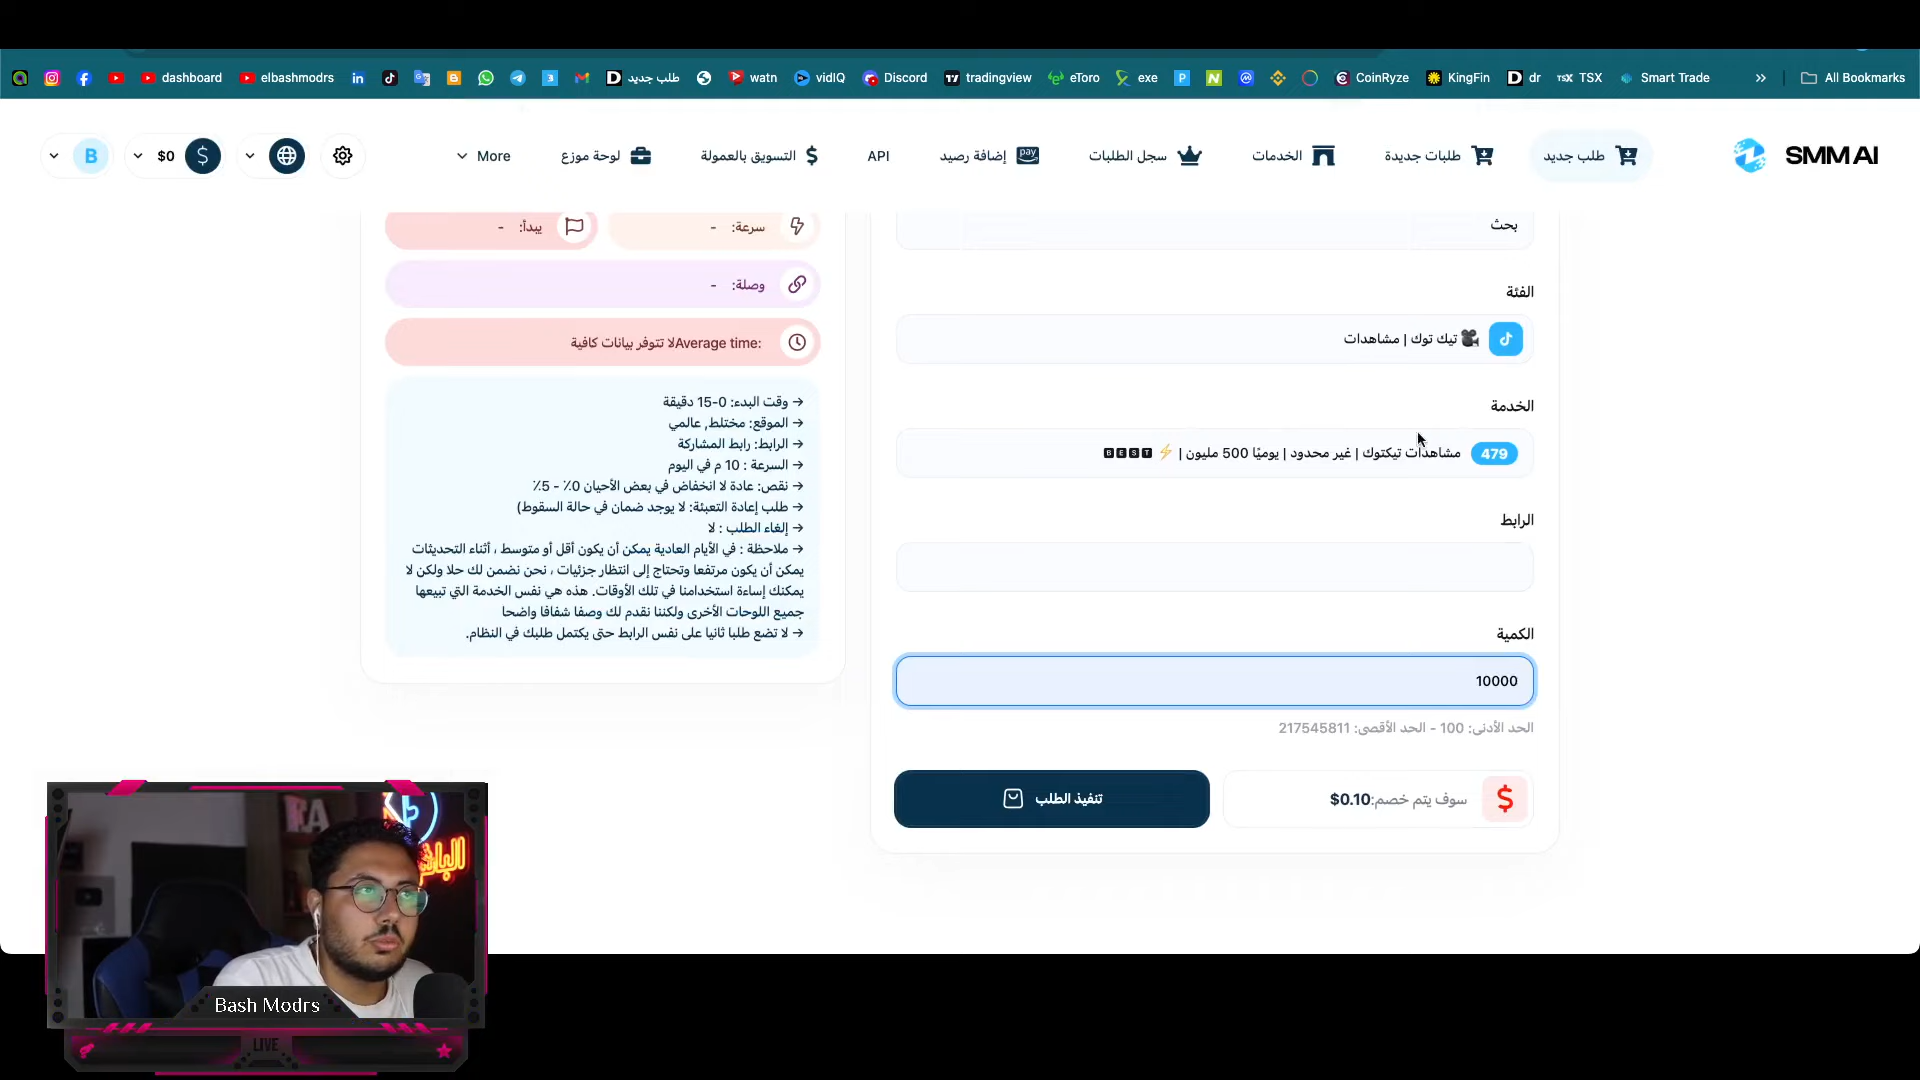 dashboard
elbashmodrs
طلب جديد
watn
vidIQ
Discord
tradingview
eToro
exe
CoinRyze
KingFin
dr
TSX
Smart Trade
All Bookmarks
SMM AI
طلب جديد
طلبات جديدة
الخدمات
سجل الطلبات
إضافة رصيد
API
التسويق بالعمولة
لوحة موزع
More
$0
B
بحث
الفئة
تيك توك | مشاهدات
الخدمة
479 مشاهدات تيكتوك | غير محدود | يوميًا 500 مليون | ⚡ BEST
الرابط
الكمية
10000
الحد الأدنى: 100 - الحد الأقصى: 217545811
سوف يتم خصم:$0.10
تنفيذ الطلب
سرعة: -
يبدأ: -
وصلة: -
Average time: لا تتوفر بيانات كافية
→ وقت البدء: 0-15 دقيقة
→ الموقع: مختلط, عالمي
→ الرابط: رابط المشاركة
→ السرعة : 10 م في اليوم
→ نقص: عادة لا انخفاض في بعض الأحيان 0٪ - 5٪
→ طلب إعادة التعبئة: لا يوجد ضمان في حالة السقوط)
→ إلغاء الطلب : لا
→ ملاحظة : في الأيام العادية يمكن أن يكون أقل أو متوسط ، أثناء التحديثات
يمكن أن يكون مرتفعا وتحتاج إلى انتظار جزئيات ، نحن نضمن لك حلا ولكن لا
يمكنك إساءة استخدامنا في تلك الأوقات. هذه هي نفس الخدمة التي تبيعها
جميع اللوحات الأخرى ولكننا نقدم لك وصفا شفافا واضحا
→ لا تضع طلبا ثانيا على نفس الرابط حتى يكتمل طلبك في النظام.
Bash Modrs
LIVE